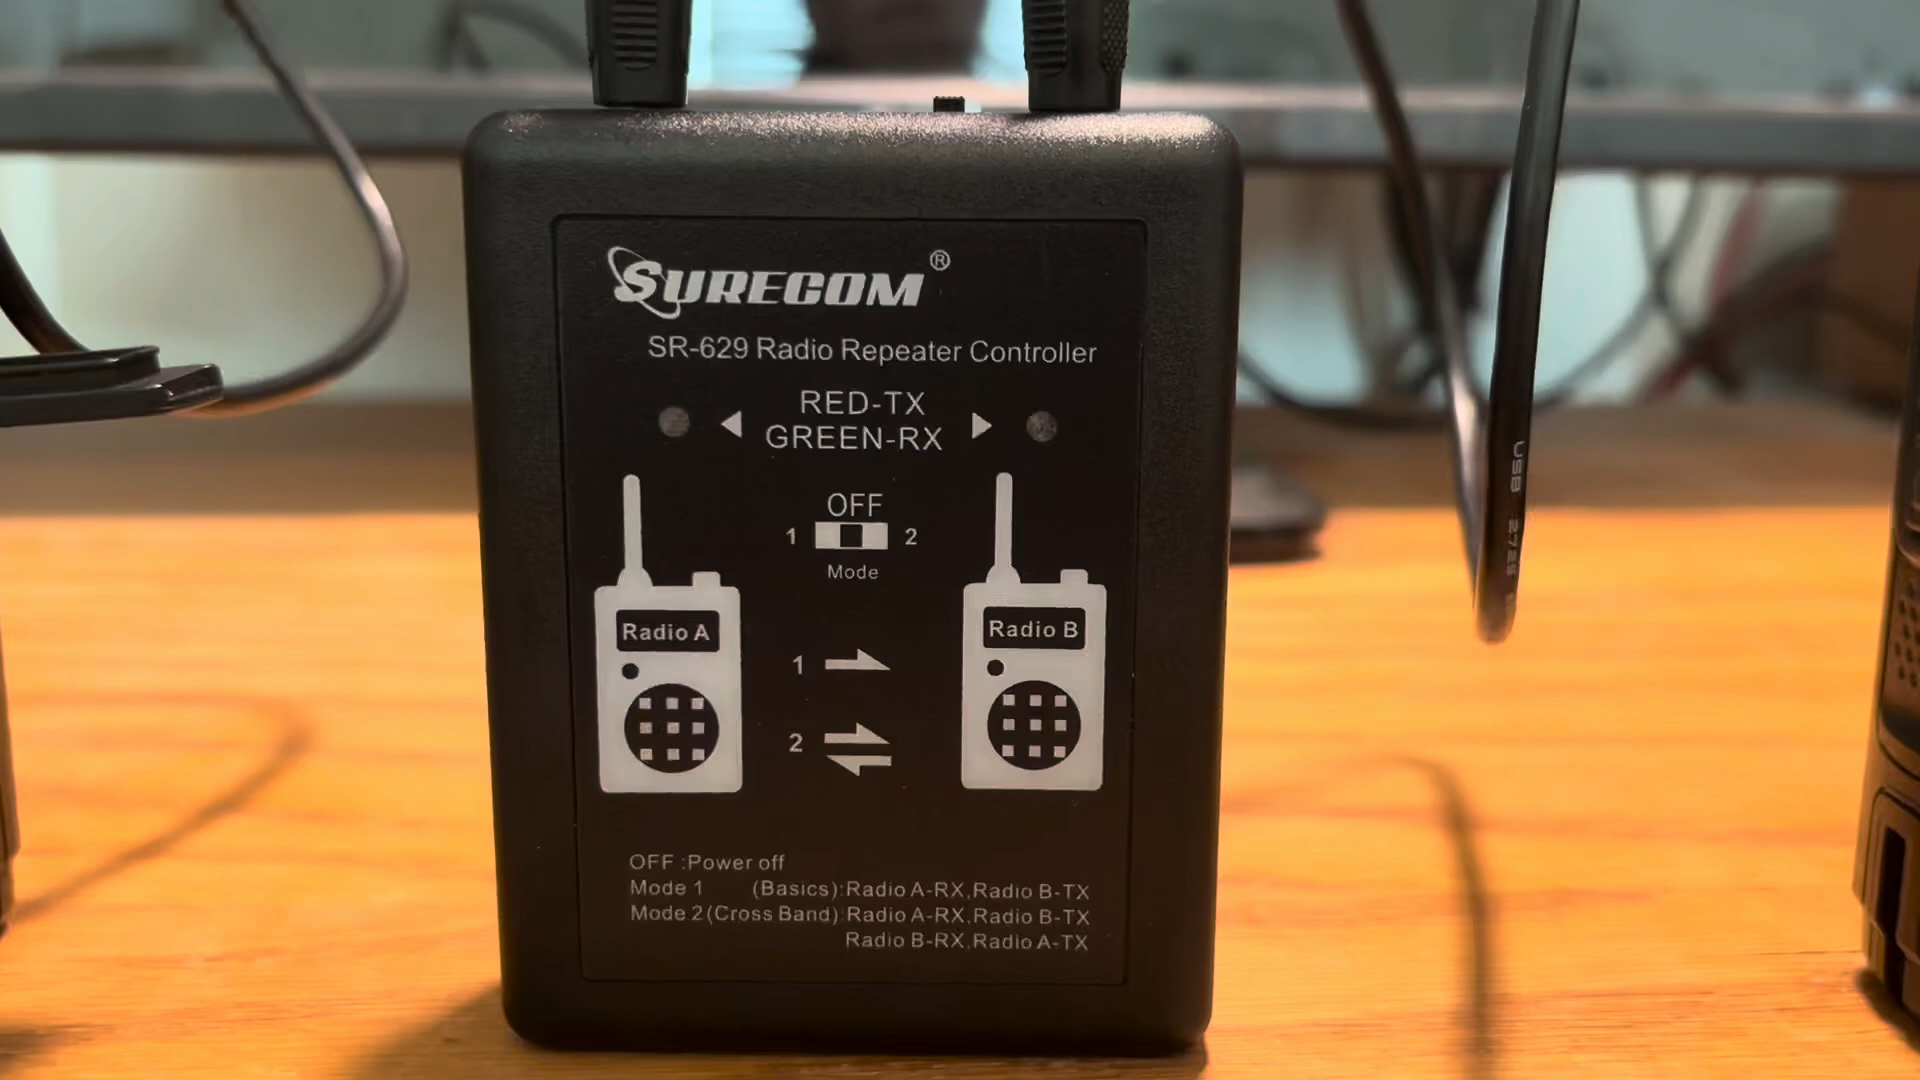 SURECOM®
SR-629 Radio Repeater Controller
RED-TX
GREEN-RX
OFF
1 2
Mode
Radio A
Radio B
1
2
OFF :Power off
Mode 1 (Basics):Radio A-RX,Radio B-TX
Mode 2(Cross Band):Radio A-RX,Radio B-TX
Radio B-RX,Radio A-TX
USB 2725